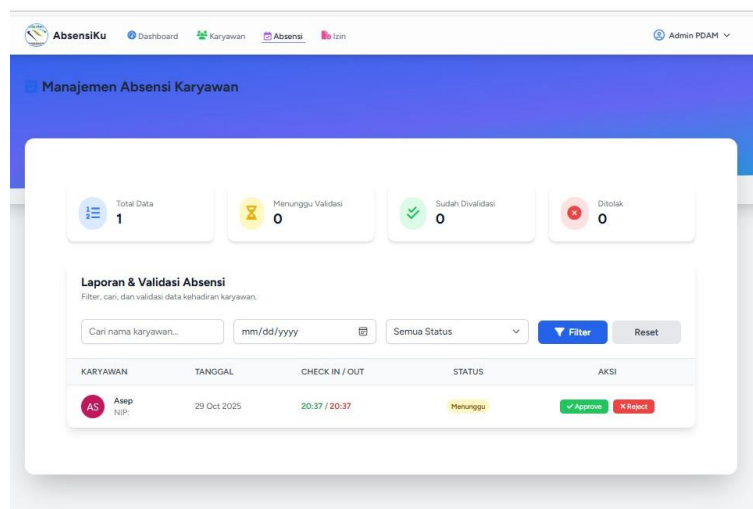 AbsensiKu Dashboard Karyawan Absensi Izin Admin PDAM
Manajemen Absensi Karyawan
Total Data
1
Menunggu Validasi
0
Sudah Divalidasi
0
Ditolak
0
Laporan & Validasi Absensi
Filter, cari, dan validasi data kehadiran karyawan.
Cari nama karyawan... mm/dd/yyyy Semua Status Filter Reset
KARYAWAN TANGGAL CHECK IN / OUT STATUS AKSI
AS Asep 29 Oct 2025 20:37 / 20:37 Menunggu Approve Reject
NIP: